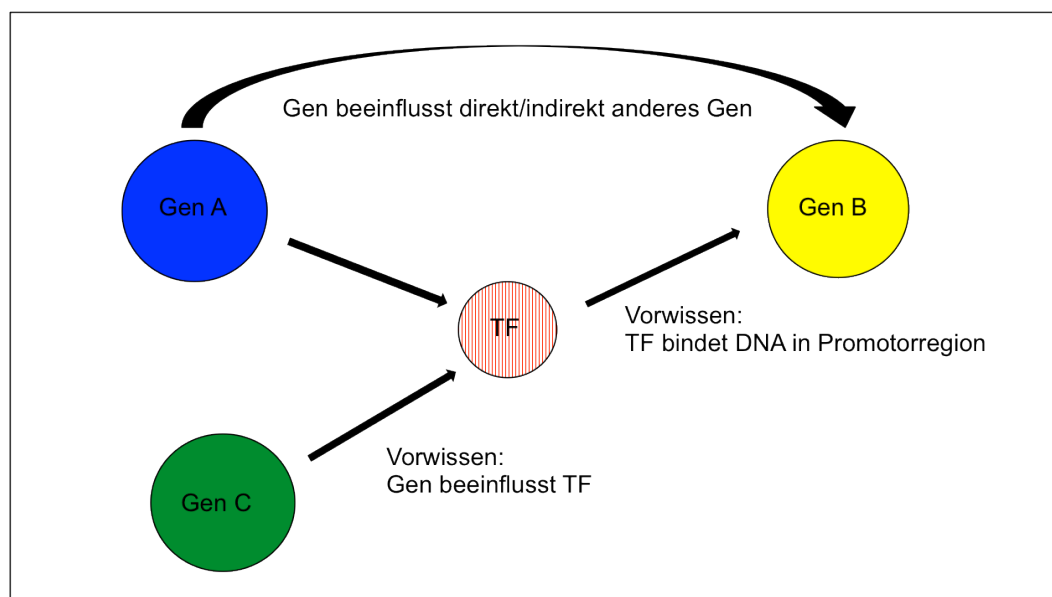 Gen beeinflusst direkt/indirekt anderes Gen
Gen A
Gen B
TF
Vorwissen:
TF bindet DNA in Promotorregion
Vorwissen:
Gen beeinflusst TF
Gen C